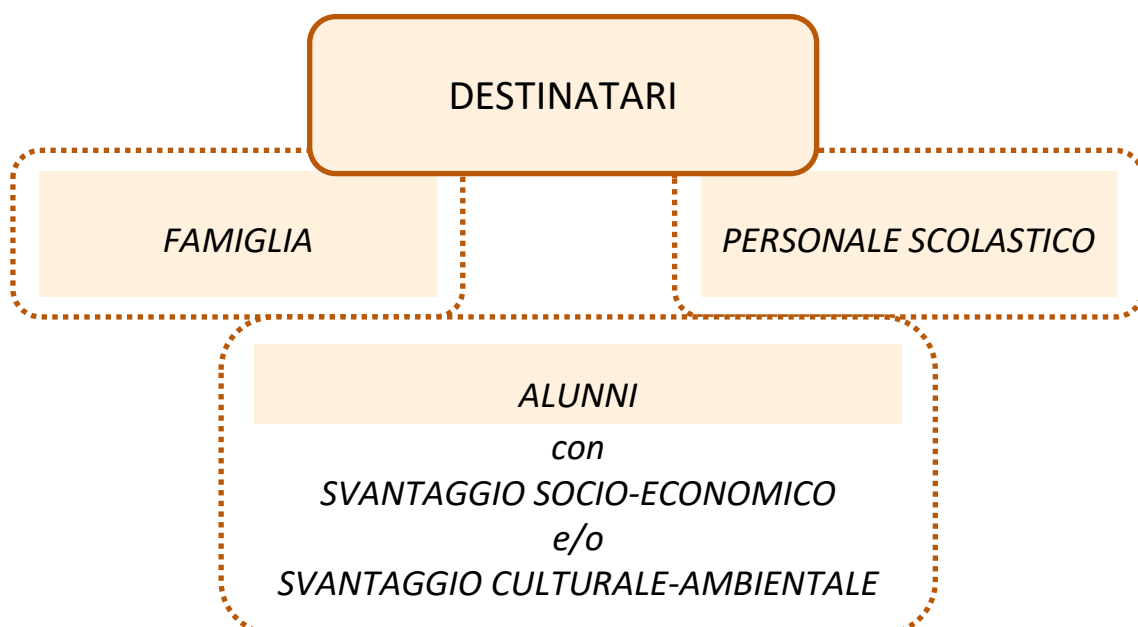 DESTINATARI
FAMIGLIA
PERSONALE SCOLASTICO
ALUNNI
con
SVANTAGGIO SOCIO-ECONOMICO
e/o
SVANTAGGIO CULTURALE-AMBIENTALE